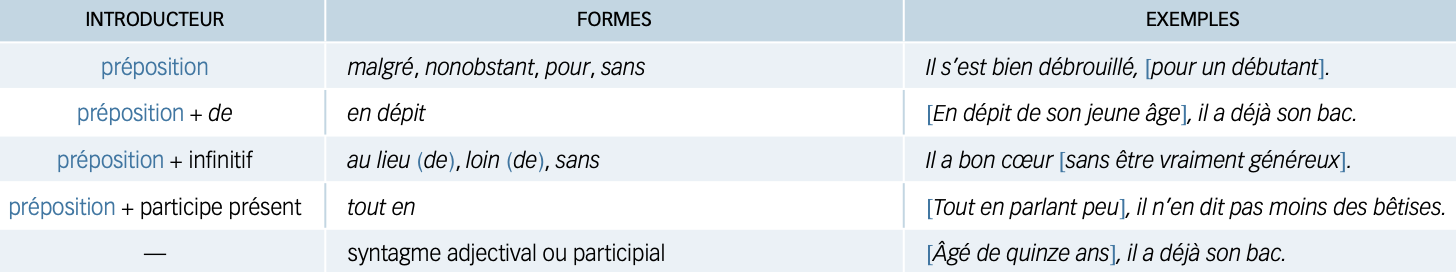 INTRODUCTEUR FORMES EXEMPLES
préposition malgré, nonobstant, pour, sans Il s’est bien débrouillé, [pour un débutant].
préposition + de en dépit [En dépit de son jeune âge], il a déjà son bac.
préposition + infinitif au lieu (de), loin (de), sans Il a bon cœur [sans être vraiment généreux].
préposition + participe présent tout en [Tout en parlant peu], il n’en dit pas moins des bêtises.
— syntagme adjectival ou participial [Âgé de quinze ans], il a déjà son bac.